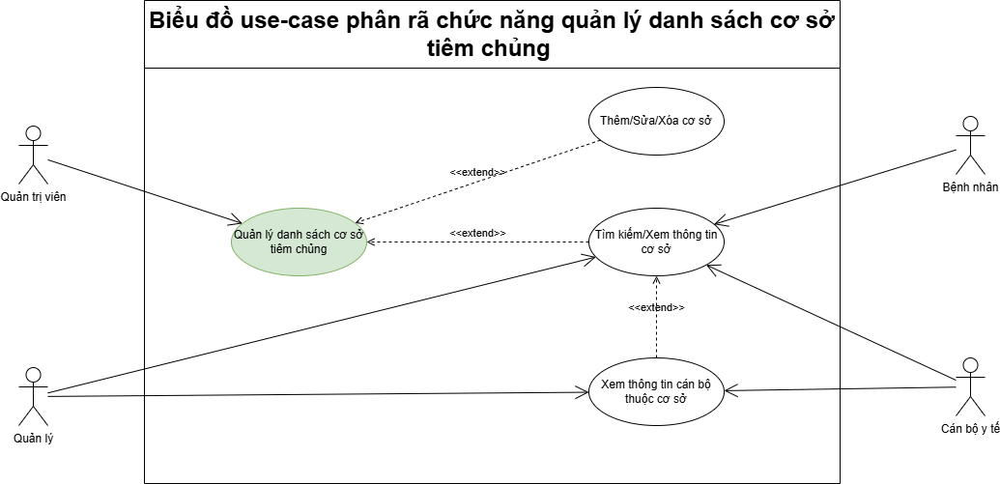 Biểu đồ use-case phân rã chức năng quản lý danh sách cơ sở
tiêm chủng
Thêm/Sửa/Xóa cơ sở
<<extend>>
Quản trị viên
Bệnh nhân
Quản lý danh sách cơ sở
tiêm chủng
<<extend>>
Tìm kiếm/Xem thông tin
cơ sở
<<extend>>
Xem thông tin cán bộ
thuộc cơ sở
Quản lý
Cán bộ y tế